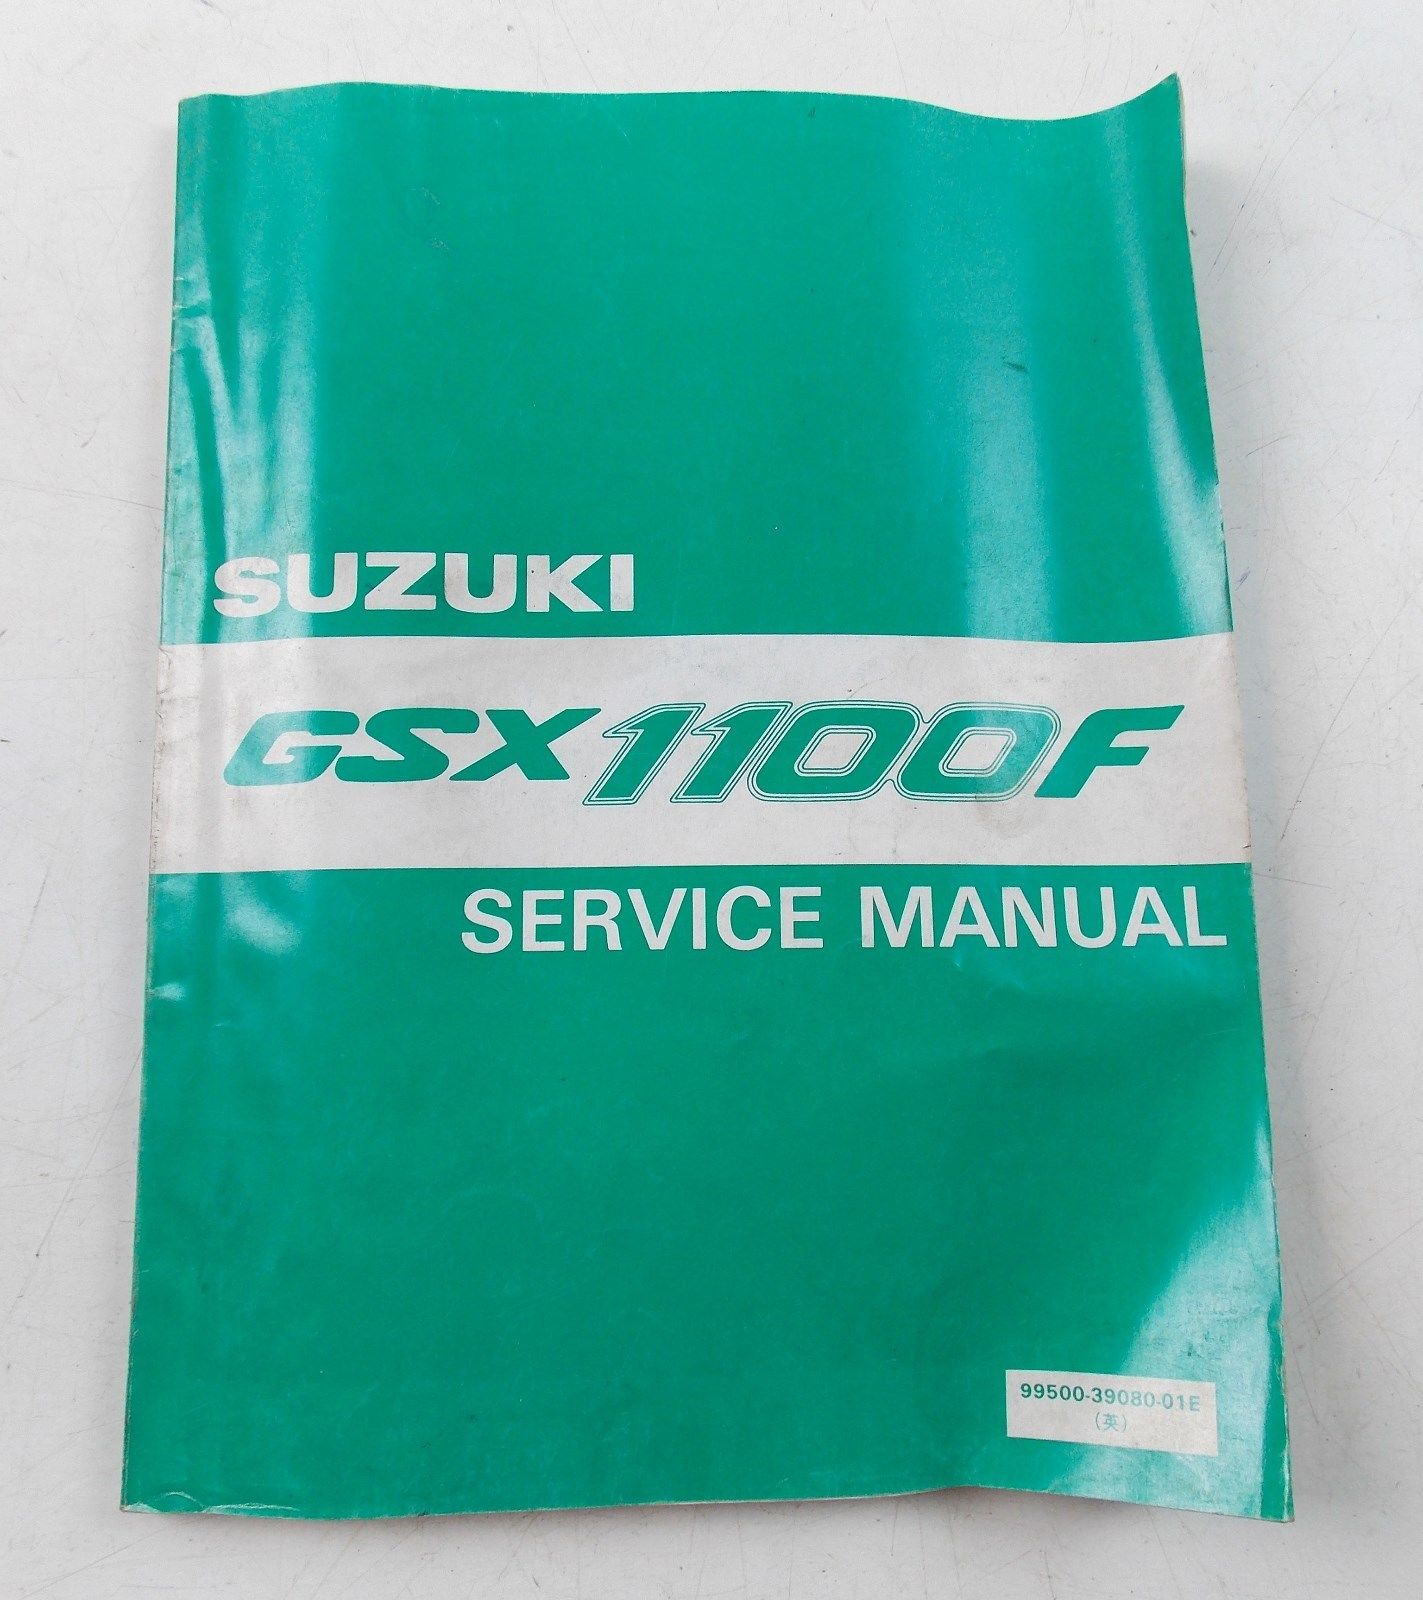 SUZUKI
GSX1100F
SERVICE MANUAL
99500-39080-01E
(英)